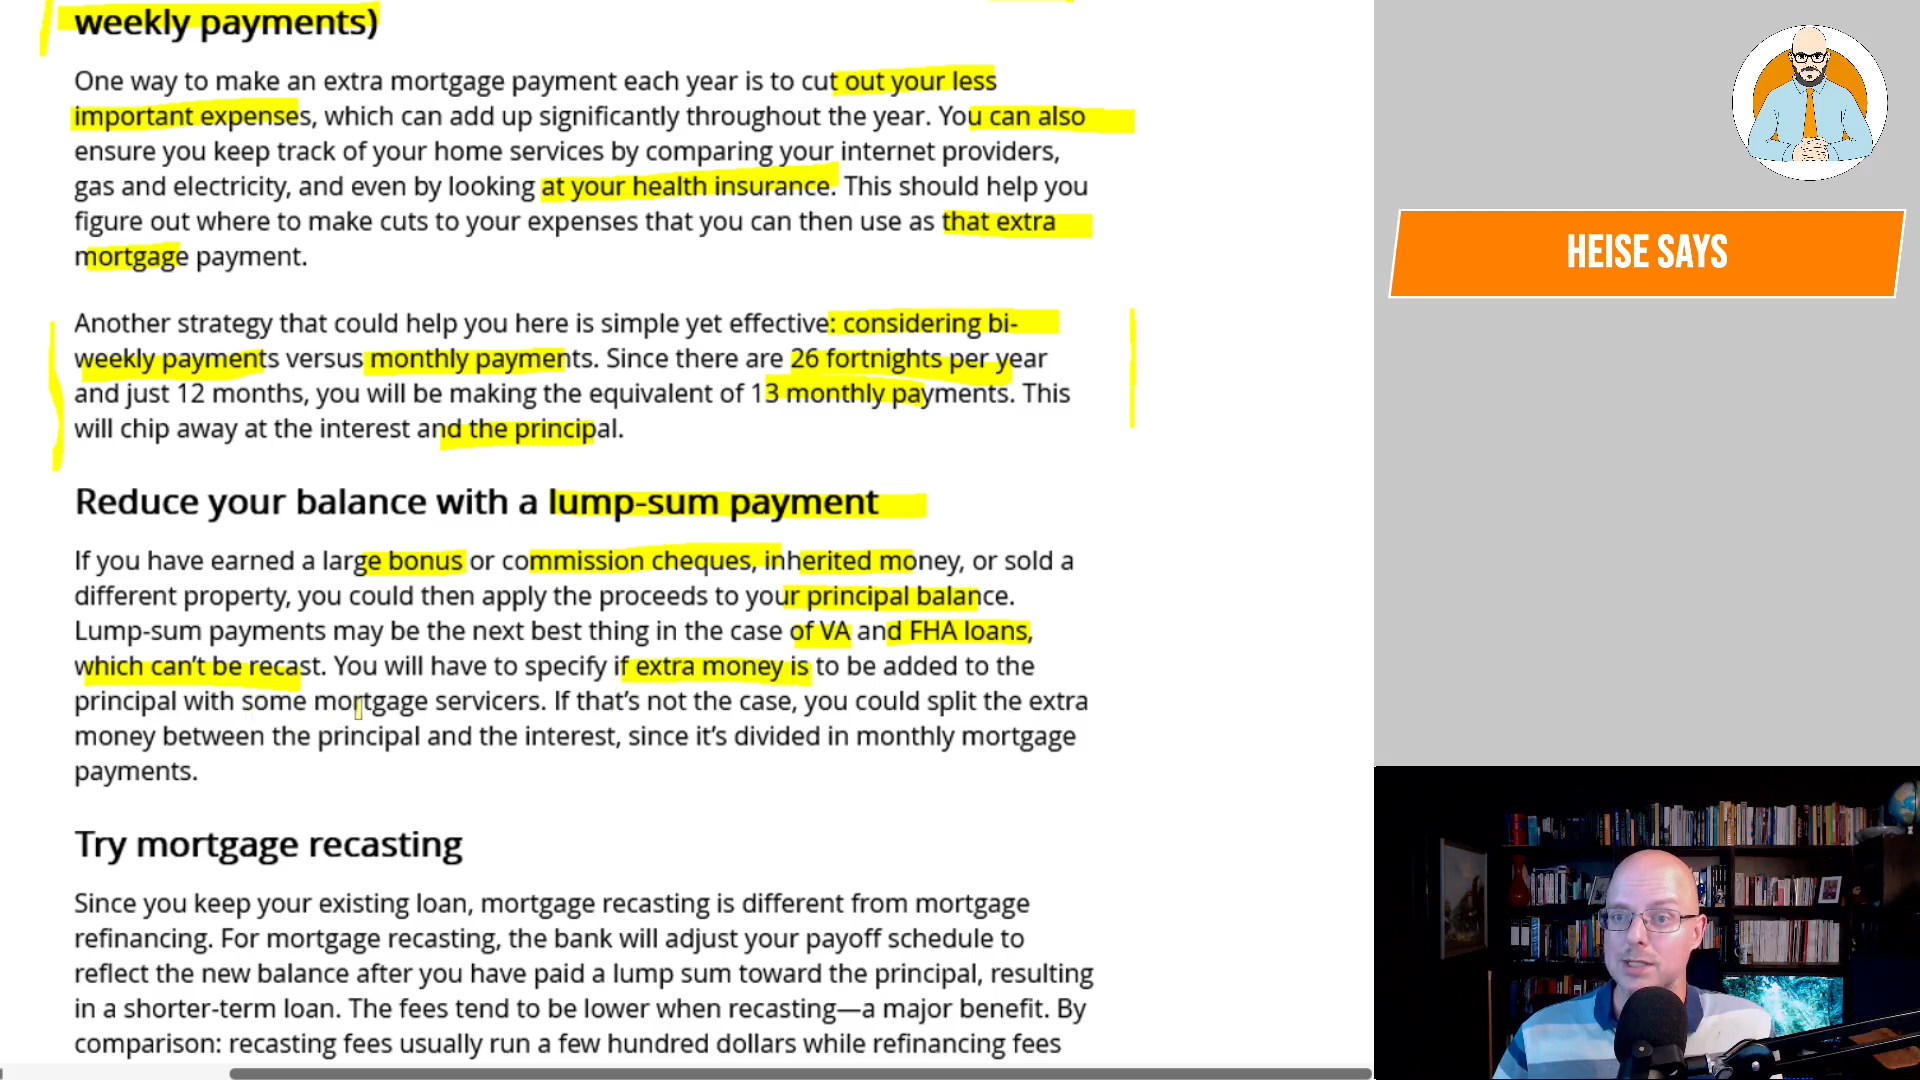 weekly payments)
One way to make an extra mortgage payment each year is to cut out your less
important expenses, which can add up significantly throughout the year. You can also
ensure you keep track of your home services by comparing your internet providers,
gas and electricity, and even by looking at your health insurance. This should help you
figure out where to make cuts to your expenses that you can then use as that extra
mortgage payment.
Another strategy that could help you here is simple yet effective: considering bi-
weekly payments versus monthly payments. Since there are 26 fortnights per year
and just 12 months, you will be making the equivalent of 13 monthly payments. This
will chip away at the interest and the principal.
Reduce your balance with a lump-sum payment
If you have earned a large bonus or commission cheques, inherited money, or sold a
different property, you could then apply the proceeds to your principal balance.
Lump-sum payments may be the next best thing in the case of VA and FHA loans,
which can't be recast. You will have to specify if extra money is to be added to the
principal with some mortgage servicers. If that's not the case, you could split the extra
money between the principal and the interest, since it's divided in monthly mortgage
payments.
Try mortgage recasting
Since you keep your existing loan, mortgage recasting is different from mortgage
refinancing. For mortgage recasting, the bank will adjust your payoff schedule to
reflect the new balance after you have paid a lump sum toward the principal, resulting
in a shorter-term loan. The fees tend to be lower when recasting—a major benefit. By
comparison: recasting fees usually run a few hundred dollars while refinancing fees
HEISE SAYS